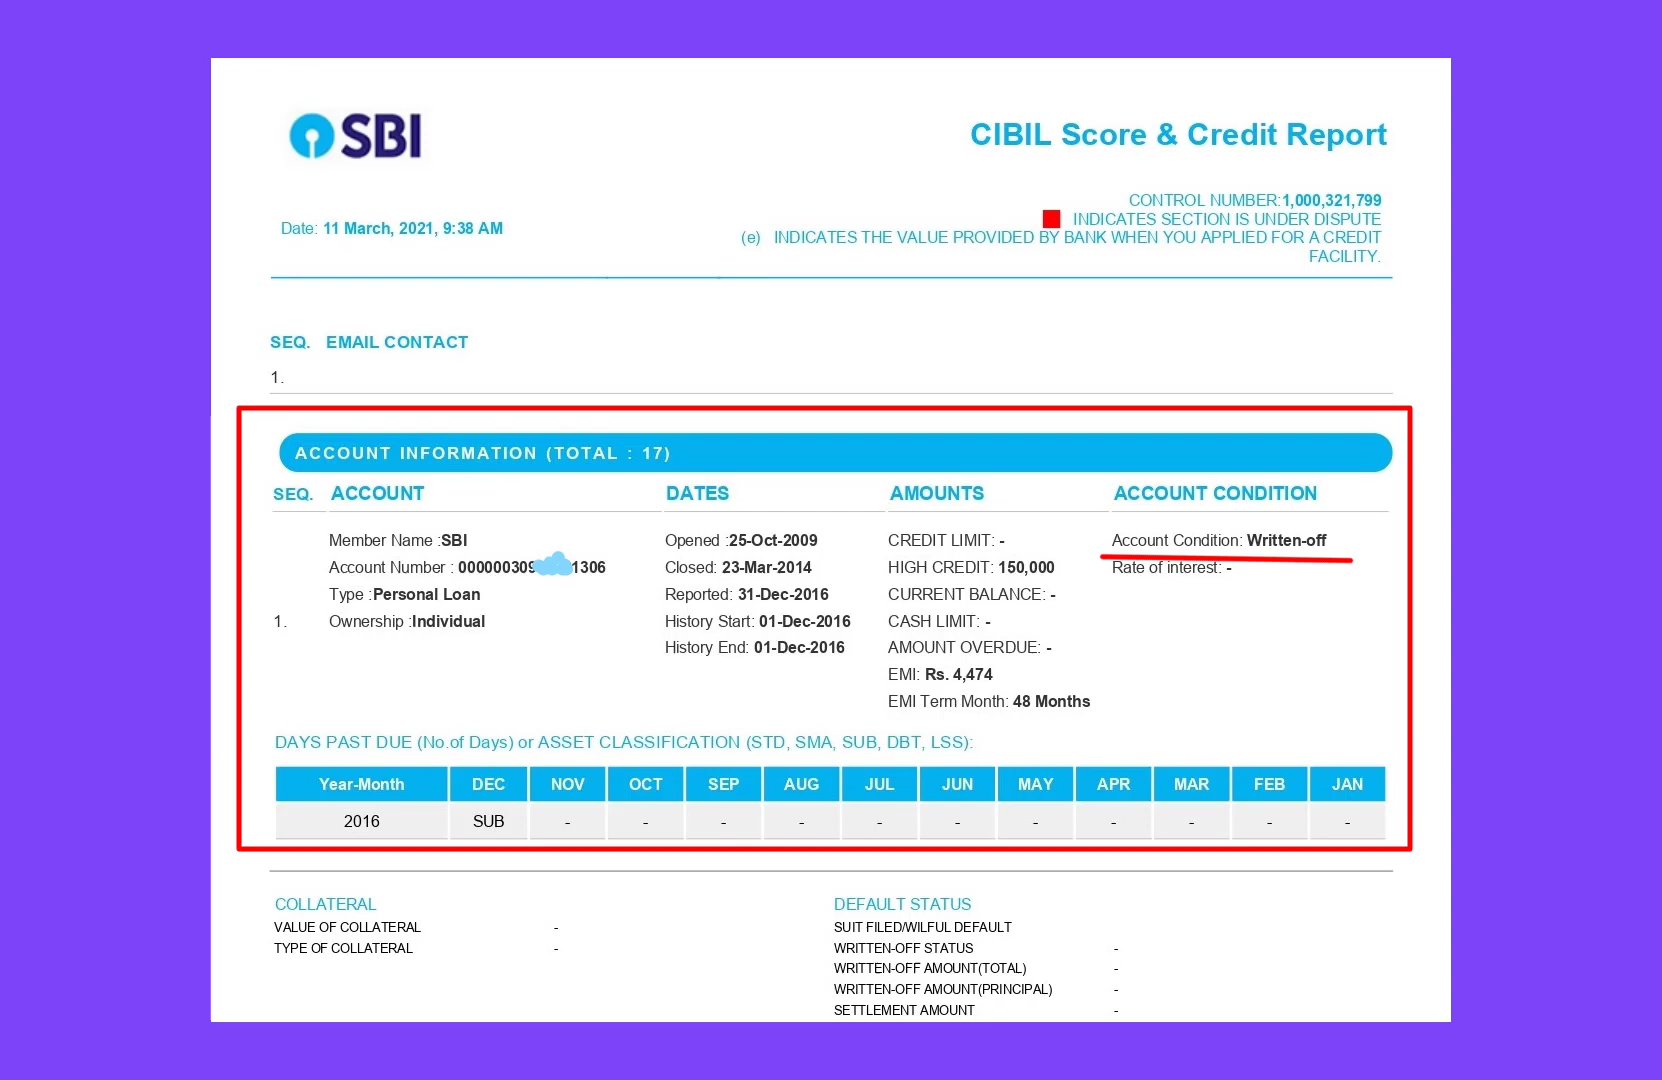 SBI
CIBIL Score & Credit Report
CONTROL NUMBER:1,000,321,799
INDICATES SECTION IS UNDER DISPUTE
Date: 11 March, 2021, 9:38 AM
(e) INDICATES THE VALUE PROVIDED BY BANK WHEN YOU APPLIED FOR A CREDIT
FACILITY.
SEQ. EMAIL CONTACT
1.
ACCOUNT INFORMATION (TOTAL : 17)
SEQ. ACCOUNT DATES AMOUNTS ACCOUNT CONDITION
Member Name :SBI Opened :25-Oct-2009 CREDIT LIMIT: - Account Condition: Written-off
Account Number : 000000309 1306 Closed: 23-Mar-2014 HIGH CREDIT: 150,000 Rate of interest: -
Type :Personal Loan Reported: 31-Dec-2016 CURRENT BALANCE: -
1. Ownership :Individual History Start: 01-Dec-2016 CASH LIMIT: -
History End: 01-Dec-2016 AMOUNT OVERDUE: -
EMI: Rs. 4,474
EMI Term Month: 48 Months
DAYS PAST DUE (No.of Days) or ASSET CLASSIFICATION (STD, SMA, SUB, DBT, LSS):
Year-Month DEC NOV OCT SEP AUG JUL JUN MAY APR MAR FEB JAN
2016 SUB - - - - - - - - - - -
COLLATERAL DEFAULT STATUS
VALUE OF COLLATERAL - SUIT FILED/WILFUL DEFAULT
TYPE OF COLLATERAL - WRITTEN-OFF STATUS -
WRITTEN-OFF AMOUNT(TOTAL) -
WRITTEN-OFF AMOUNT(PRINCIPAL) -
SETTLEMENT AMOUNT -